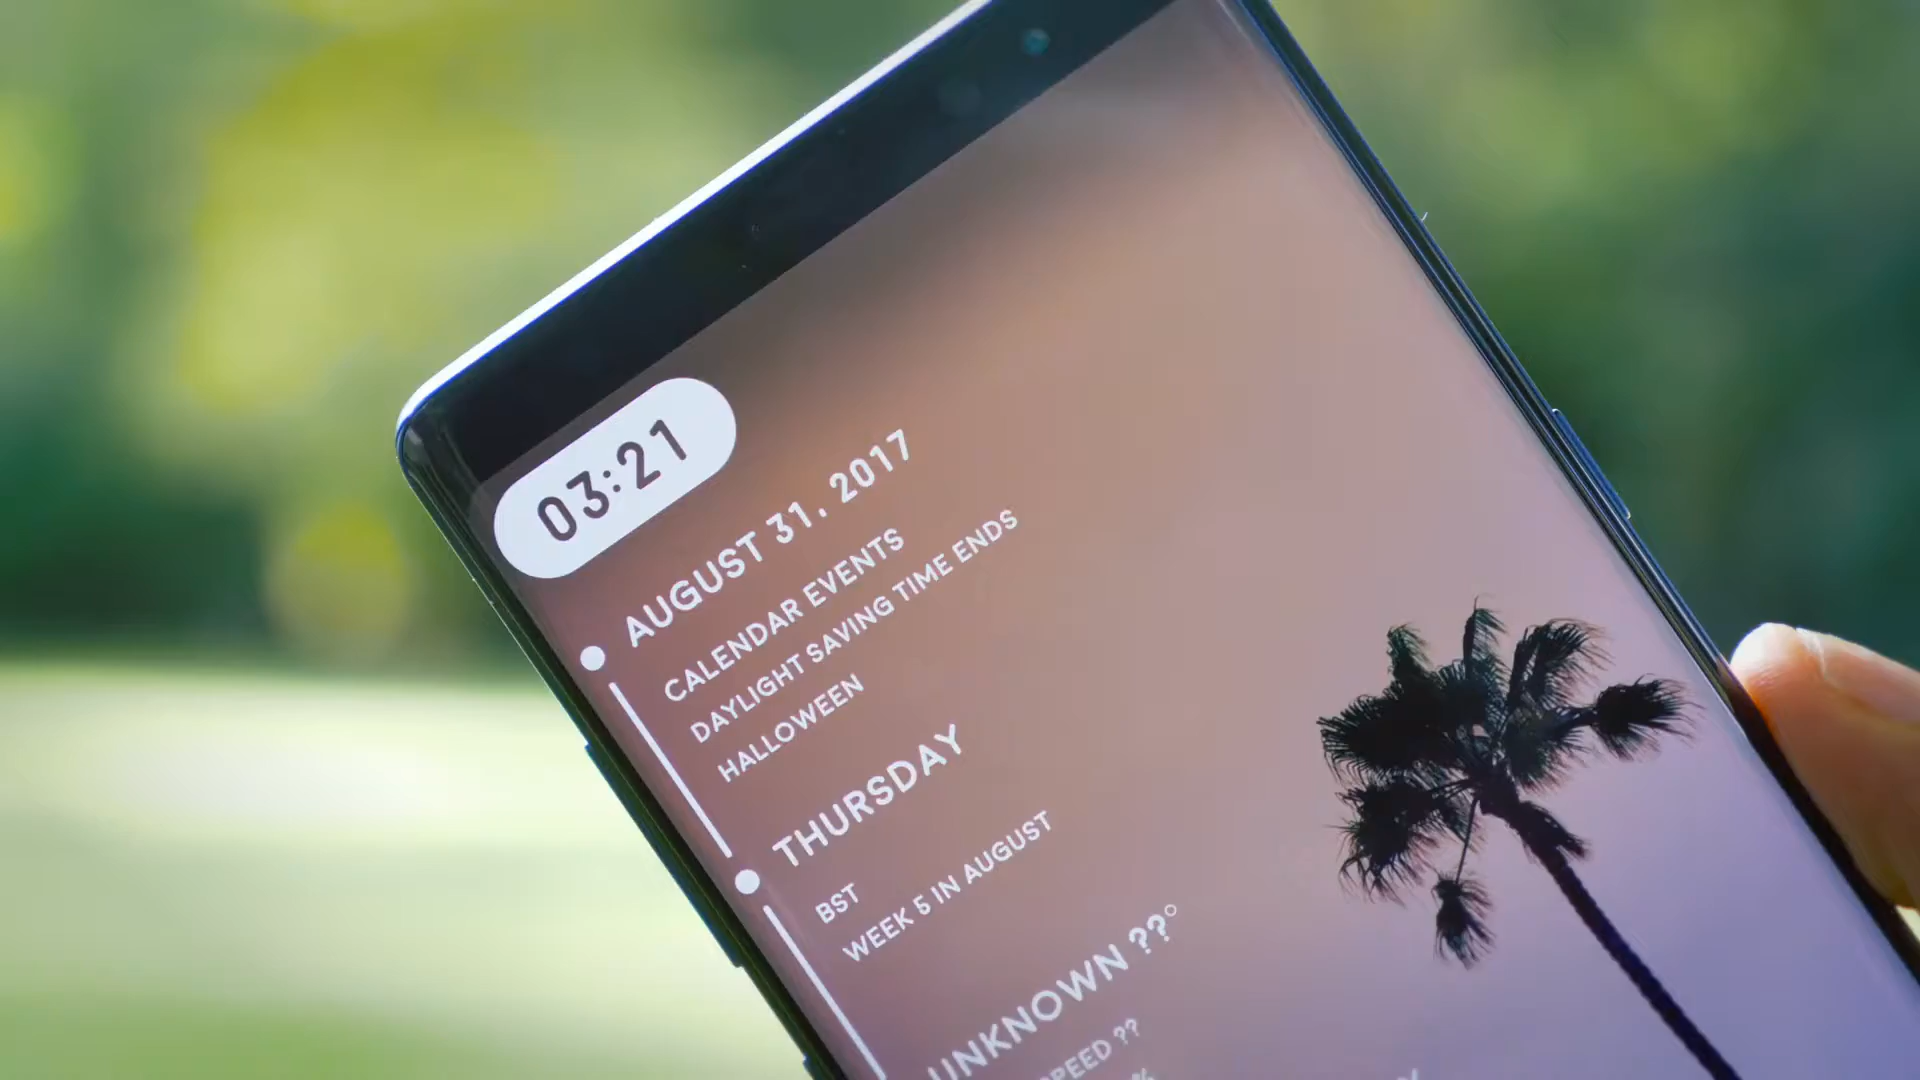 03:21
AUGUST 31, 2017
CALENDAR EVENTS
DAYLIGHT SAVING TIME ENDS
HALLOWEEN
THURSDAY
BST
WEEK 5 IN AUGUST
UNKNOWN ??°
??
%